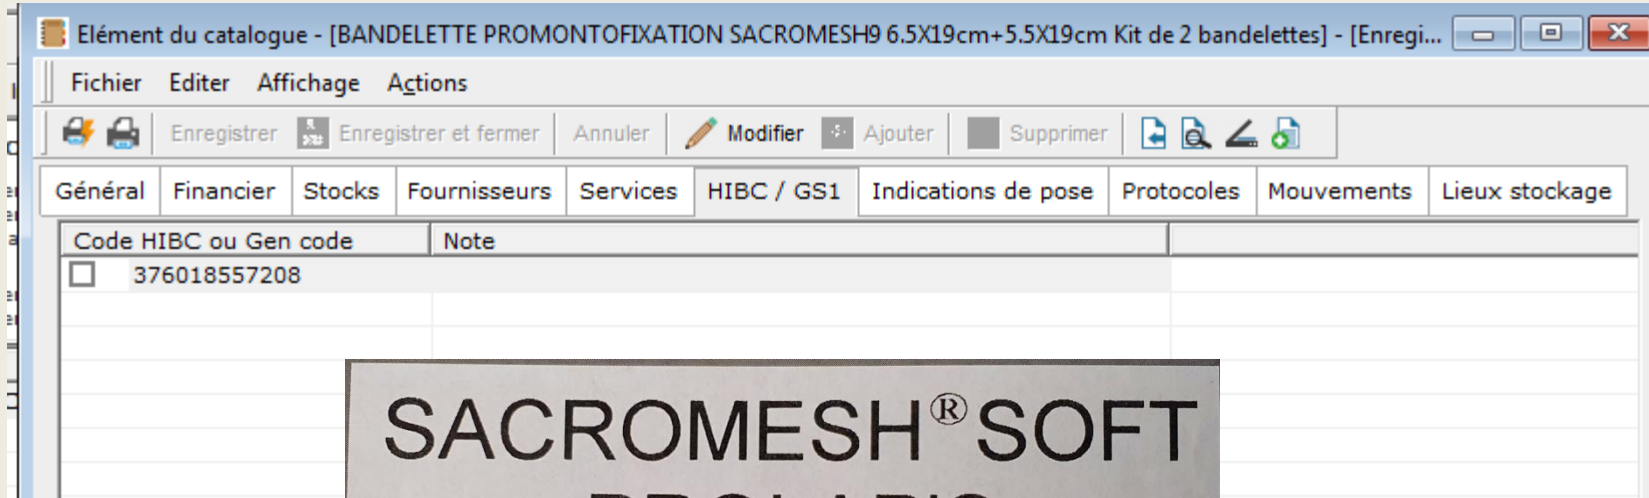 Elément du catalogue - [BANDELETTE PROMONTOFIXATION SACROMESH9 6.5X19cm+5.5X19cm Kit de 2 bandelettes] - [Enregi...
Fichier Editer Affichage Actions
Enregistrer Enregistrer et fermer Annuler Modifier Ajouter Supprimer
Général Financier Stocks Fournisseurs Services HIBC / GS1 Indications de pose Protocoles Mouvements Lieux stockage
Code HIBC ou Gen code Note
376018557208
SACROMESH® SOFT